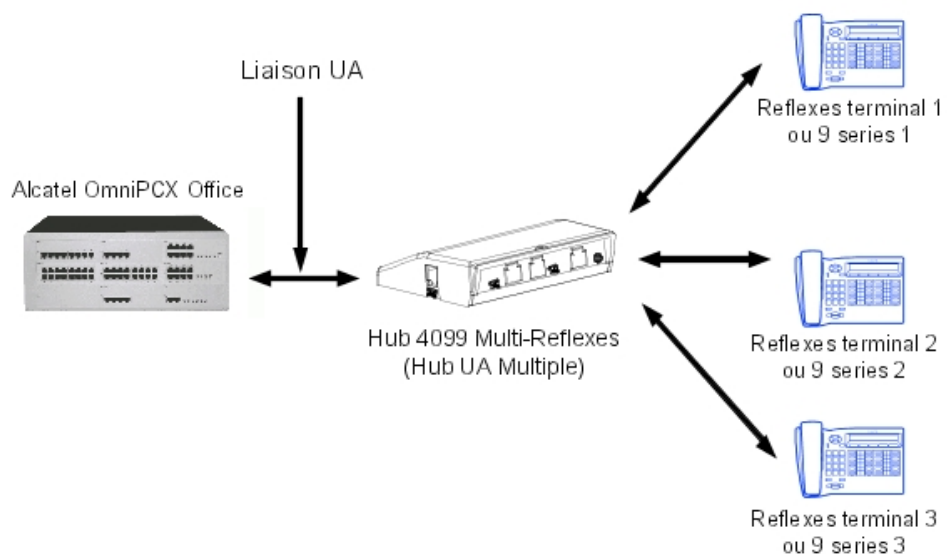 Liaison UA
Alcatel OmniPCX Office
Hub 4099 Multi-Reflexes
(Hub UA Multiple)
Reflexes terminal 1
ou 9 series 1
Reflexes terminal 2
ou 9 series 2
Reflexes terminal 3
ou 9 series 3